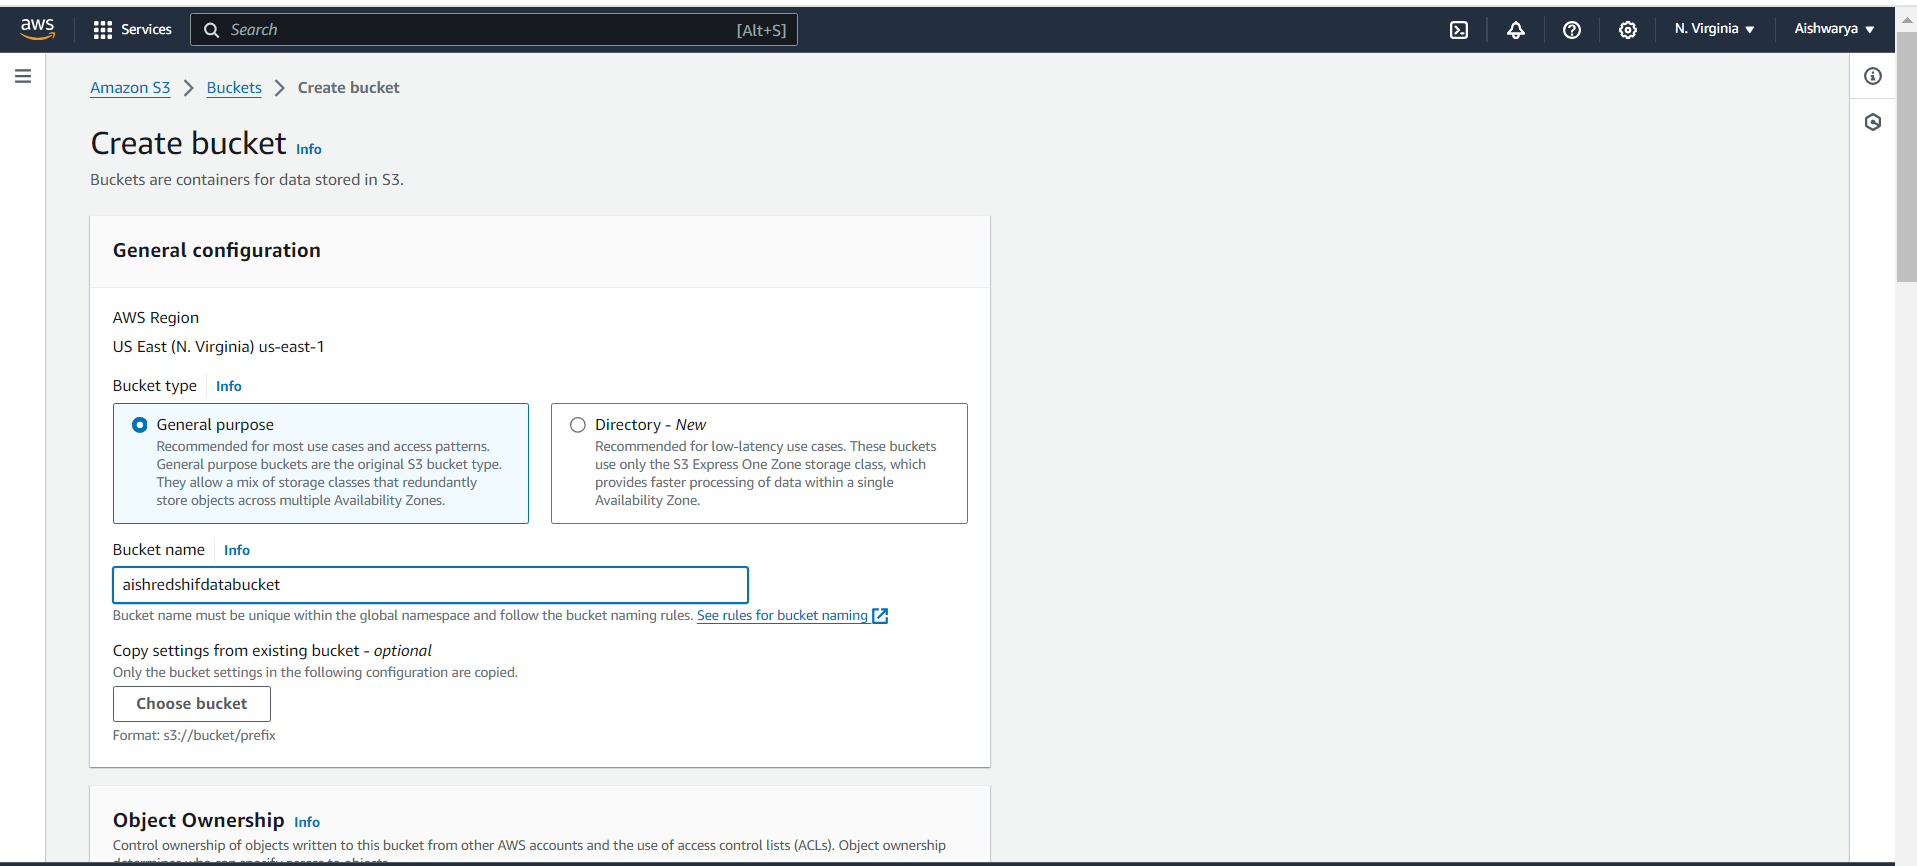 aws Services Search [Alt+S] N. Virginia Aishwarya
Amazon S3 Buckets Create bucket
Create bucket Info
Buckets are containers for data stored in S3.
General configuration
AWS Region
US East (N. Virginia) us-east-1
Bucket type Info
General purpose
Recommended for most use cases and access patterns.
General purpose buckets are the original S3 bucket type.
They allow a mix of storage classes that redundantly
store objects across multiple Availability Zones.
Directory - New
Recommended for low-latency use cases. These buckets
use only the S3 Express One Zone storage class, which
provides faster processing of data within a single
Availability Zone.
Bucket name Info
aishredshifdatabucket
Bucket name must be unique within the global namespace and follow the bucket naming rules. See rules for bucket naming
Copy settings from existing bucket - optional
Only the bucket settings in the following configuration are copied.
Choose bucket
Format: s3://bucket/prefix
Object Ownership Info
Control ownership of objects written to this bucket from other AWS accounts and the use of access control lists (ACLs). Object ownership